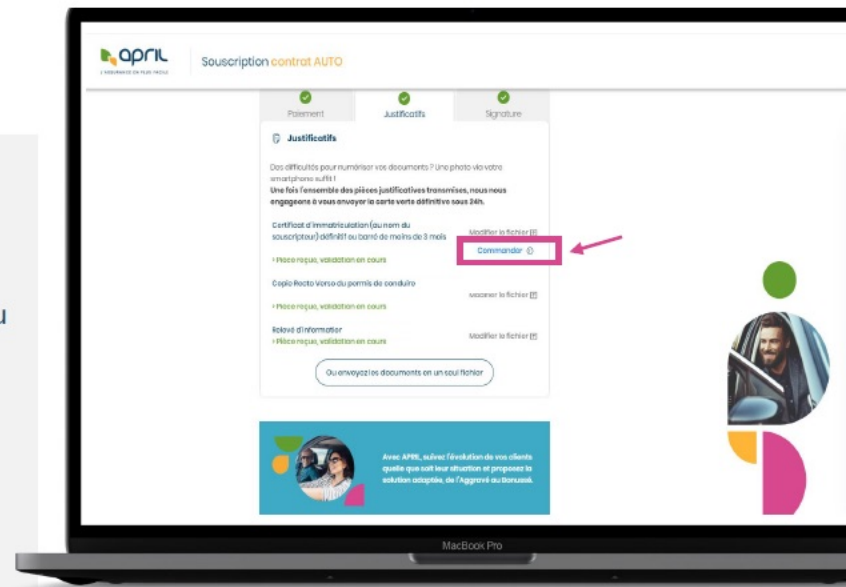 april
L'ASSURANCE EN PLUS FACILE
Souscription contrat AUTO
Paiement
Justificatifs
Signature
Justificatifs
Des difficultés pour numériser vos documents ? Une photo via votre
smartphone suffit !
Une fois l'ensemble des pièces justificatives transmises, nous nous
engageons à vous envoyer la carte verte définitive sous 24h.
Certificat d'immatriculation (au nom du
souscripteur) définitif ou barré de moins de 3 mois
Modifier le fichier
Commander
> Pièce reçue, validation en cours
Copie Recto Verso du permis de conduire
le fichier
> Pièce reçue, validation en cours
Relevé d'information
> Pièce reçue, validation en cours
Modifier le fichier
Ou envoyez les documents en un seul fichier
Avec APRIL, suivez l'évolution de vos clients
quelle que soit leur situation et proposez la
solution adaptée, de l'Aggravé au Bonussé.
u
MacBook Pro